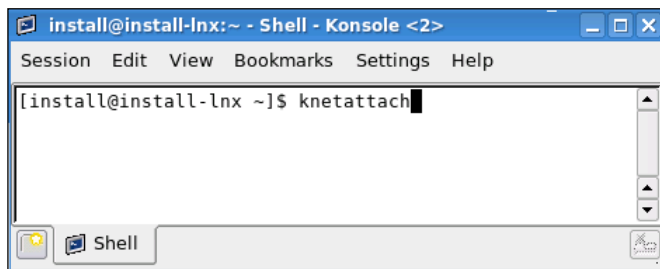 install@install-lnx:~ - Shell - Konsole <2>
Session Edit View Bookmarks Settings Help
[install@install-lnx ~]$ knetattach
Shell